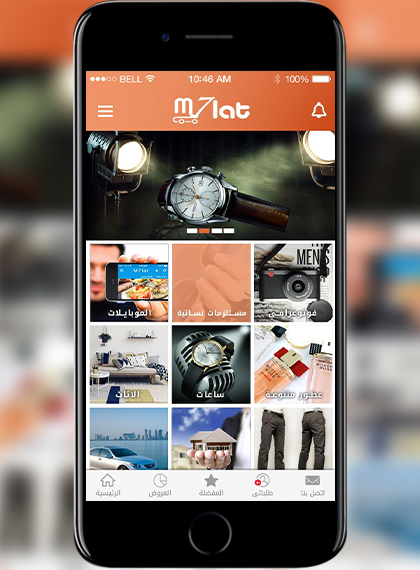 ●●●○○ BELL 10:46 AM 100%
m7lat
MENS
m7lat
الموبايلات
مستلزمات نسائية
فوتوغرافي
الاثاث
ساعات
عطور متنوعة
الرئيسية
العروض
المفضلة
طلباتي
اتصل بنا